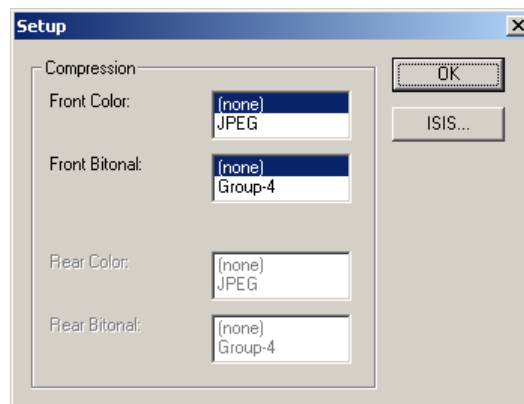 Setup
Compression
Front Color:
(none)
JPEG
Front Bitonal:
(none)
Group-4
Rear Color:
(none)
JPEG
Rear Bitonal:
(none)
Group-4
OK
ISIS...